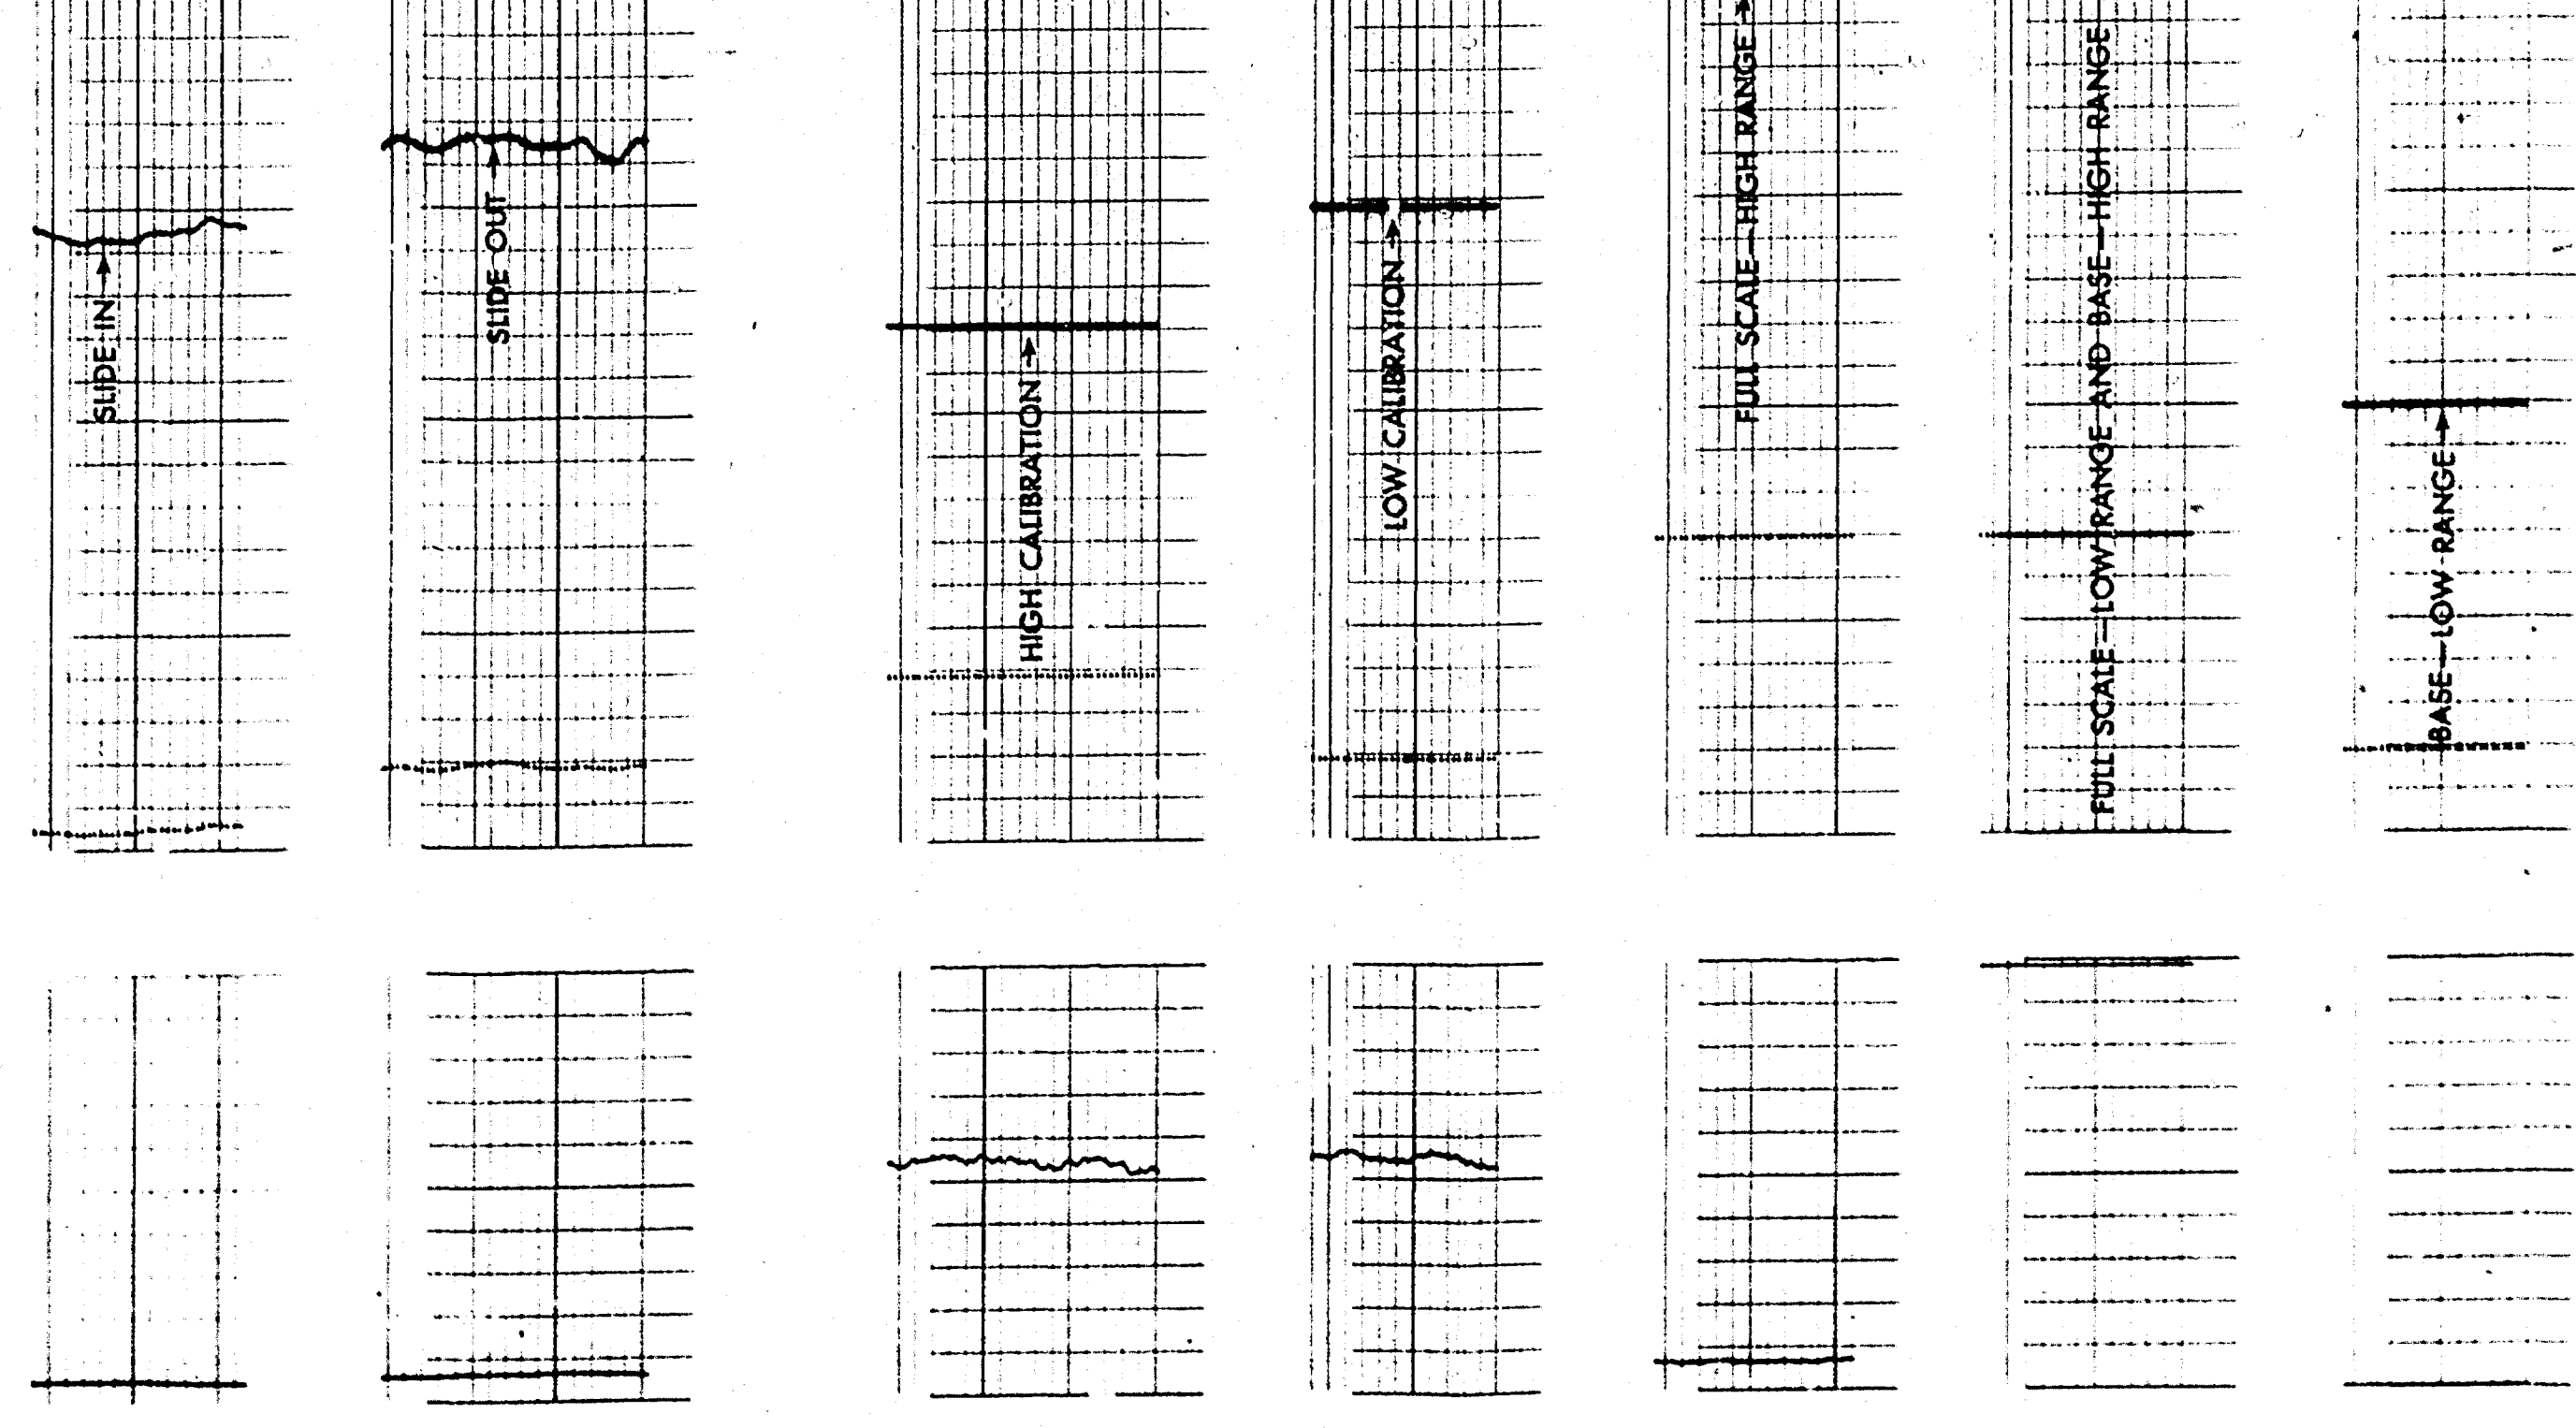 SLIDE IN
SLIDE OUT
HIGH CALIBRATION
LOW CALIBRATION
FULL SCALE—HIGH RANGE
FULL SCALE—LOW RANGE AND BASE—HIGH RANGE
BASE—LOW RANGE